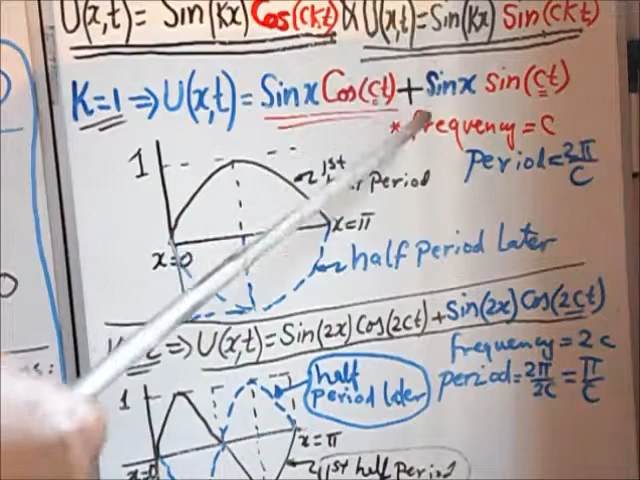 U(x,t)=Sin(Kx)Cos(ckt) & U(x,t)=Sin(Kx) Sin(ckt)
K=1 ⇒ U(x,t) = Sinx Cos(ct) + Sinx sin(ct)
* frequency = C
Period = 2π/C
1
1st
Period
x=π
x=0
half Period Later
⇒ U(x,t)=Sin(2x)Cos(2ct)+Sin(2x)Cos(2ct)
frequency = 2c
period = 2π/2C = π/C
1
half
period Later
x=π
x=0
1st half Period